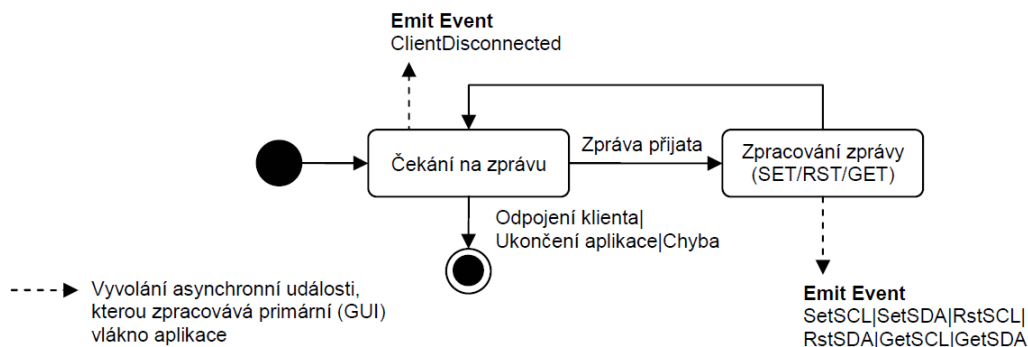 Emit Event
ClientDisconnected
Čekání na zprávu
Zpráva přijata
Zpracování zprávy
(SET/RST/GET)
Odpojení klienta|
Ukončení aplikace|Chyba
Vyvolání asynchronní události,
kterou zpracovává primární (GUI)
vlákno aplikace
Emit Event
SetSCL|SetSDA|RstSCL|
RstSDA|GetSCL|GetSDA